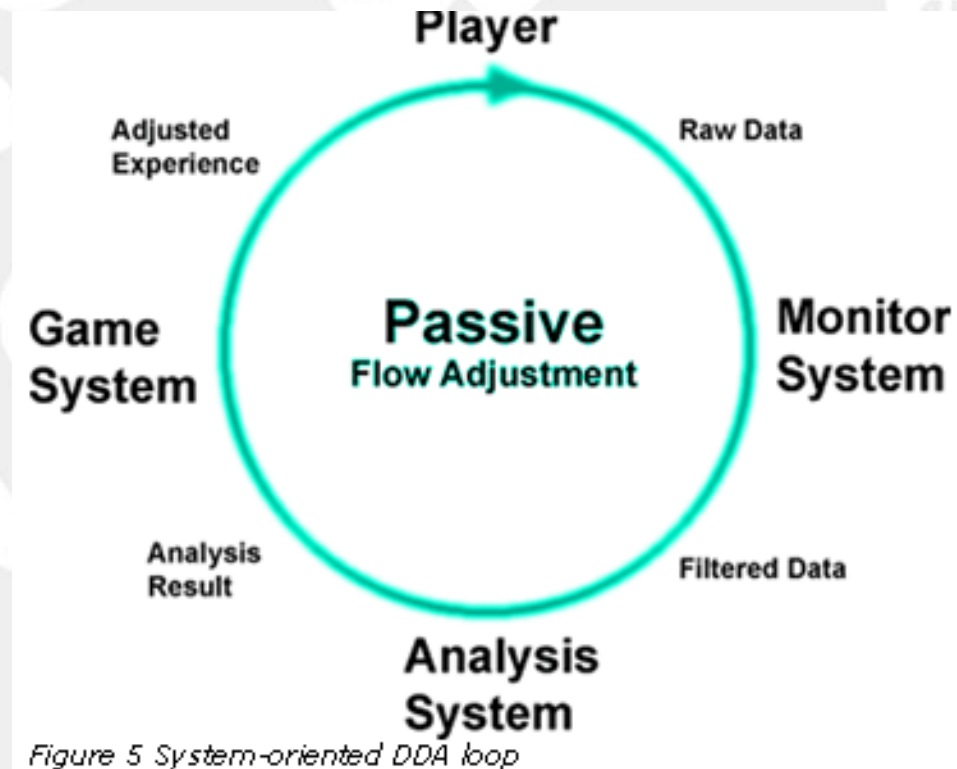 Player
Adjusted
Experience
Raw Data
Game
System
Passive
Flow Adjustment
Monitor
System
Analysis
Result
Filtered Data
Analysis
System
Figure 5 System-oriented DDA loop